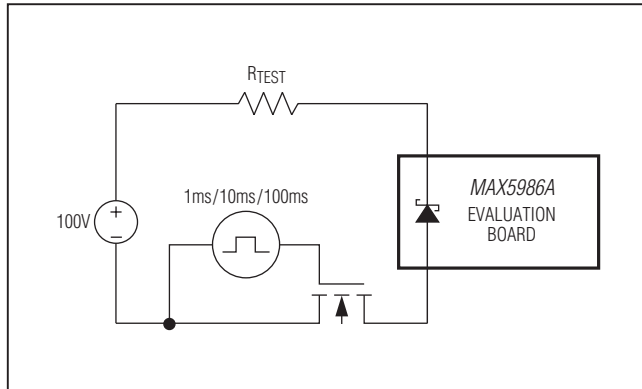 RTEST
1ms/10ms/100ms
100V
+
−
MAX5986A
EVALUATION
BOARD